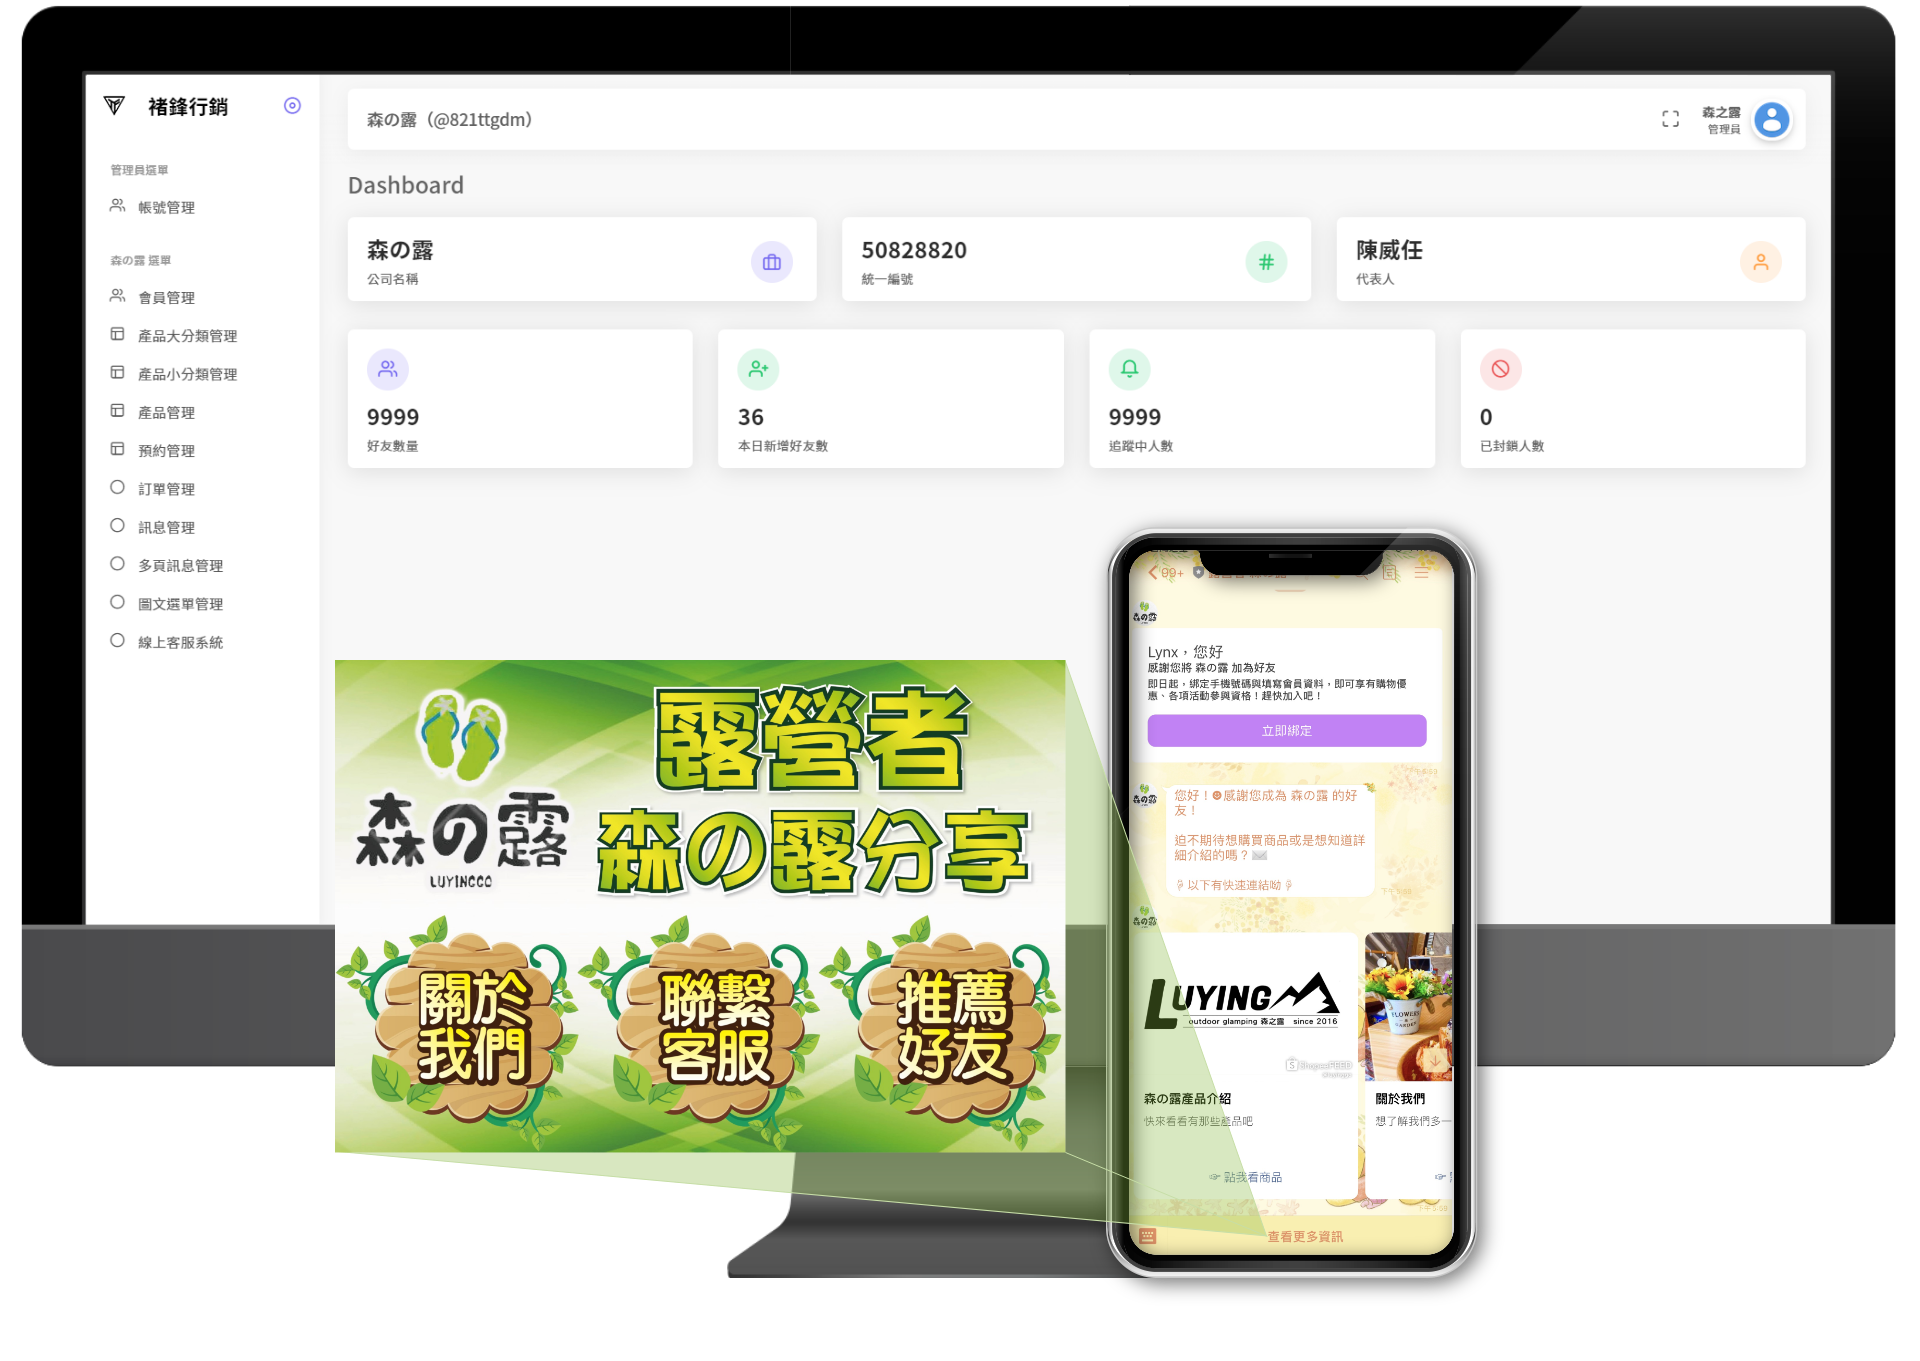 褚鋒行銷
管理員選單
帳號管理
森の露 選單
會員管理
產品大分類管理
產品小分類管理
產品管理
預約管理
訂單管理
訊息管理
多頁訊息管理
圖文選單管理
線上客服系統
森の露（@821ttgdm）
森之露
管理員
Dashboard
森の露
公司名稱
50828820
統一編號
陳威任
代表人
9999
好友數量
36
本日新增好友數
9999
追蹤中人數
0
已封鎖人數
森の露
LUYINGCO
露營者
森の露分享
關於
我們
聯繫
客服
推薦
好友
99+
森の露
Lynx，您好
感謝您將 森の露 加為好友
即日起，綁定手機號碼與填寫會員資料，即可享有購物優
惠、各項活動參與資格！趕快加入吧！
立即綁定
森の露
您好！感謝您成為 森の露 的好
友！
迫不期待想購買商品或是想知道詳
細介紹的嗎？
以下有快速連結呦
森の露
LUYING
outdoor glamping 森之露 since 2016
FLOWERS
GARDEN
森の露產品介紹
快來看看有那些產品吧
點我看商品
關於我們
想了解我們多一
查看更多資訊